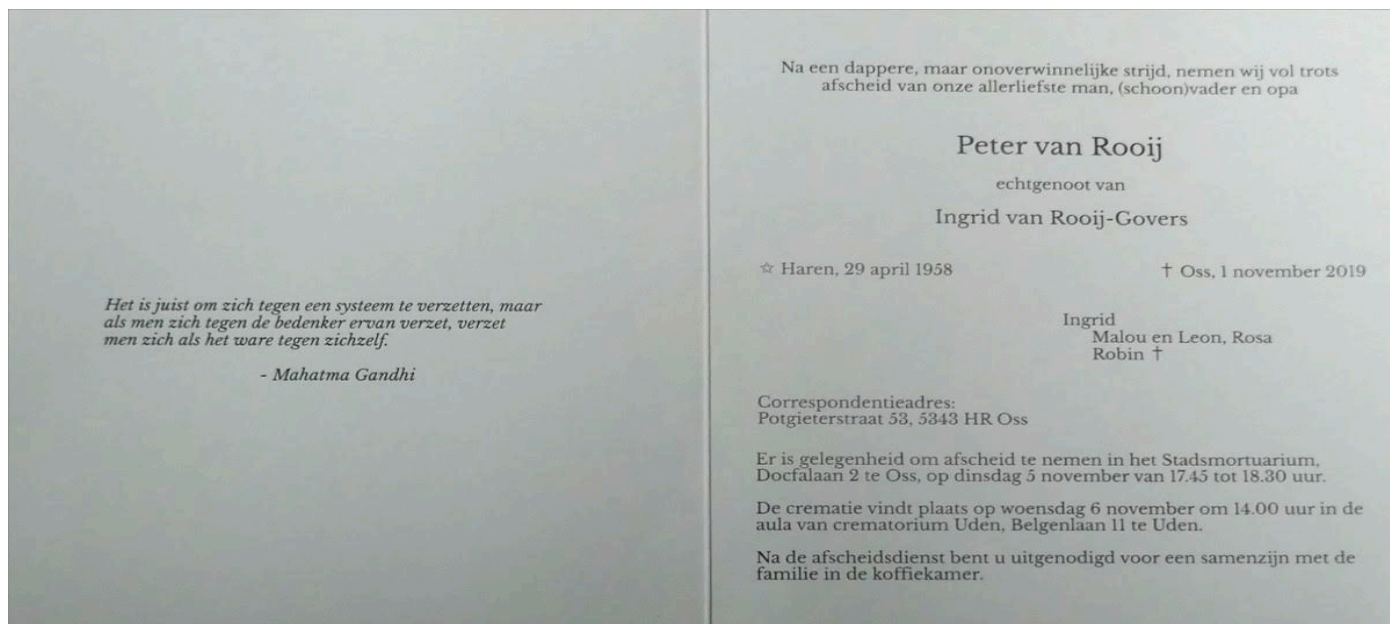 Het is juist om zich tegen een systeem te verzetten, maar
als men zich tegen de bedenker ervan verzet, verzet
men zich als het ware tegen zichzelf.
- Mahatma Gandhi
Na een dappere, maar onoverwinnelijke strijd, nemen wij vol trots
afscheid van onze allerliefste man, (schoon)vader en opa
Peter van Rooij
echtgenoot van
Ingrid van Rooij-Govers
☆ Haren, 29 april 1958 † Oss, 1 november 2019
Ingrid
Malou en Leon, Rosa
Robin †
Correspondentieadres:
Potgieterstraat 53, 5343 HR Oss
Er is gelegenheid om afscheid te nemen in het Stadsmortuarium,
Docfalaan 2 te Oss, op dinsdag 5 november van 17.45 tot 18.30 uur.
De crematie vindt plaats op woensdag 6 november om 14.00 uur in de
aula van crematorium Uden, Belgenlaan 11 te Uden.
Na de afscheidsdienst bent u uitgenodigd voor een samenzijn met de
familie in de koffiekamer.